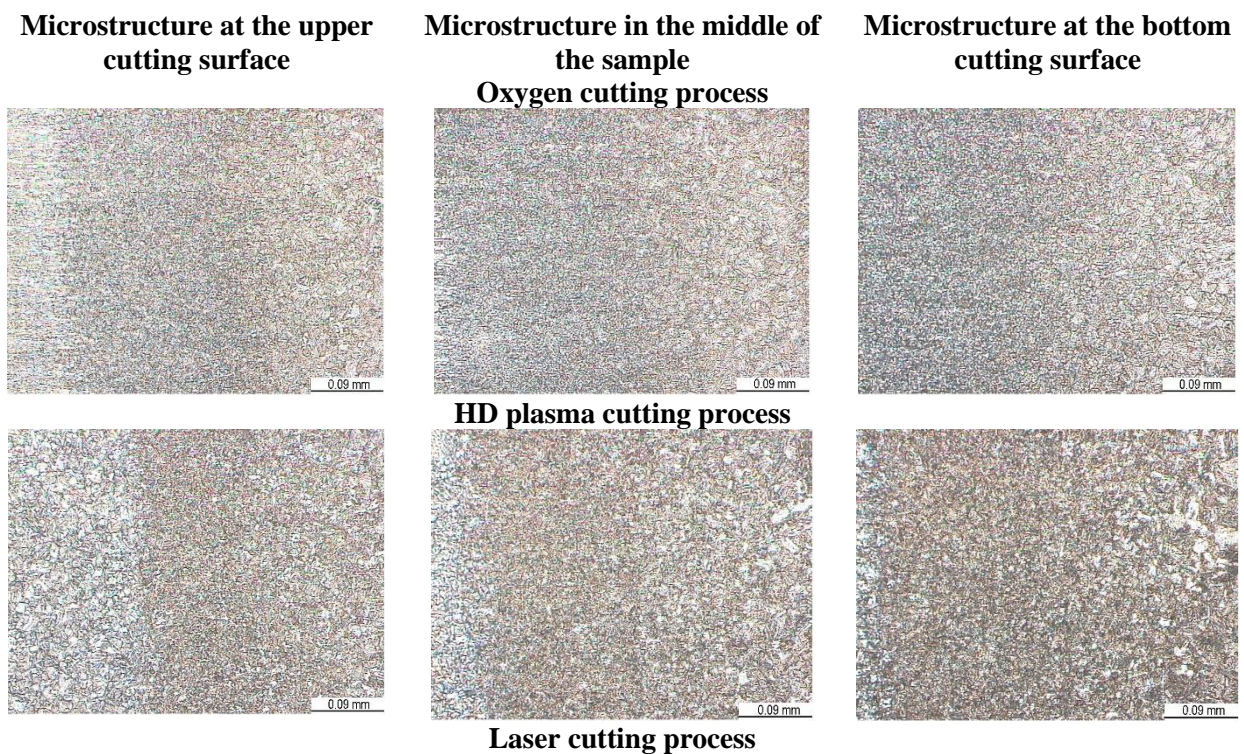 Microstructure at the upper
cutting surface
Microstructure in the middle of
the sample
Microstructure at the bottom
cutting surface
Oxygen cutting process
0.09 mm
0.09 mm
0.09 mm
HD plasma cutting process
0.09 mm
0.09 mm
0.09 mm
Laser cutting process